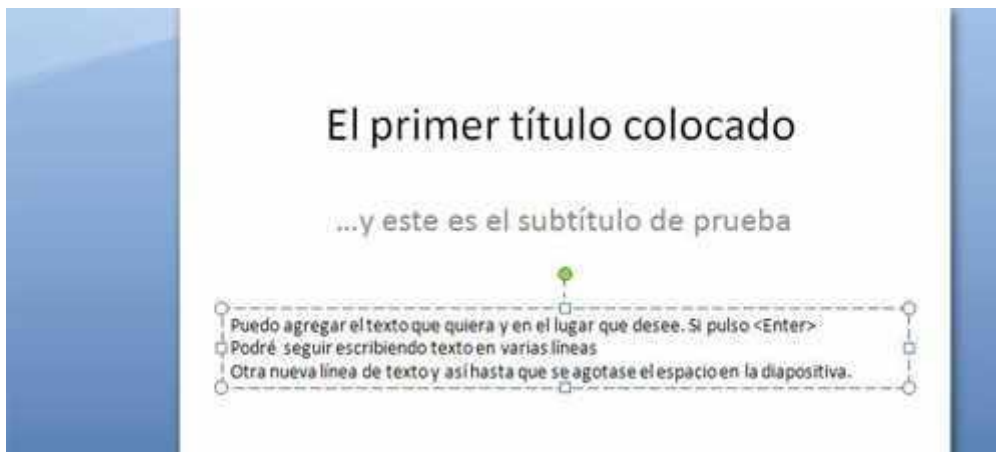 El primer título colocado
...y este es el subtítulo de prueba
Puedo agregar el texto que quiera y en el lugar que desee. Si pulso <Enter>
Podré seguir escribiendo texto en varias líneas
Otra nueva línea de texto y así hasta que se agotase el espacio en la diapositiva.